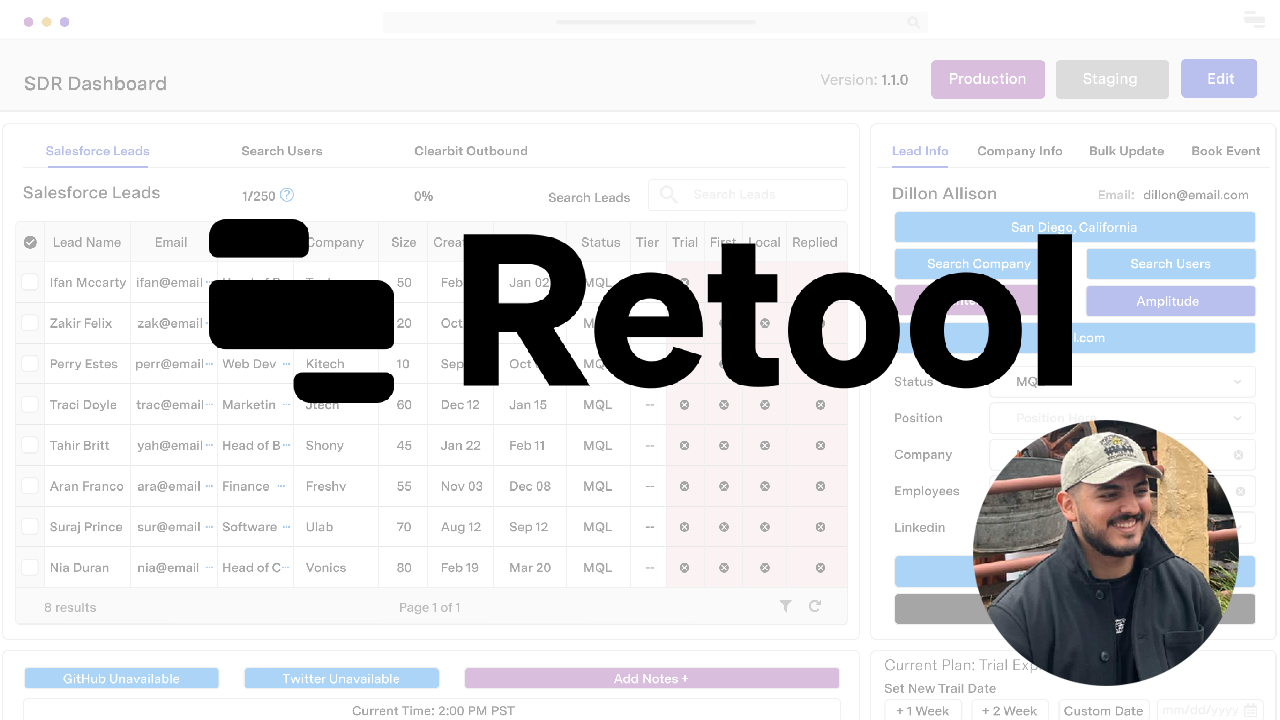 SDR Dashboard
Version: 1.1.0
Production
Staging
Edit
Salesforce Leads
Search Users
Clearbit Outbound
Lead Info
Company Info
Bulk Update
Book Event
Salesforce Leads
1/250 ?
0%
Search Leads
Search Leads
Dillon Allison
Email: dillon@email.com
San Diego, California
Search Company
Search Users
Amplitude
Retool
Lead Name Email Company Size Status Tier Trial First Local Replied
Ifan Mccarty ifan@email ··· 50 Feb Jan 02
Zakir Felix zak@email ··· 20 Oct
Perry Estes perr@email ··· Web Dev ··· Kitech 10 Sep Oct
Traci Doyle trac@email ··· Marketin ··· Jtech 60 Dec 12 Jan 15 MQL --
Tahir Britt yah@email ··· Head of B ··· Shony 45 Jan 22 Feb 11 MQL --
Aran Franco ara@email ··· Finance ··· Freshv 55 Nov 03 Dec 08 MQL --
Suraj Prince sur@email ··· Software ··· Ulab 70 Aug 12 Sep 12 MQL --
Nia Duran nia@email ··· Head of C ··· Vonics 80 Feb 19 Mar 20 MQL --
8 results
Page 1 of 1
Status
Position
Position Here
Company
Employees
Linkedin
GitHub Unavailable
Twitter Unavailable
Add Notes +
Current Time: 2:00 PM PST
Current Plan: Trial
Set New Trail Date
+ 1 Week
+ 2 Week
Custom Date
mm/dd/yyyy